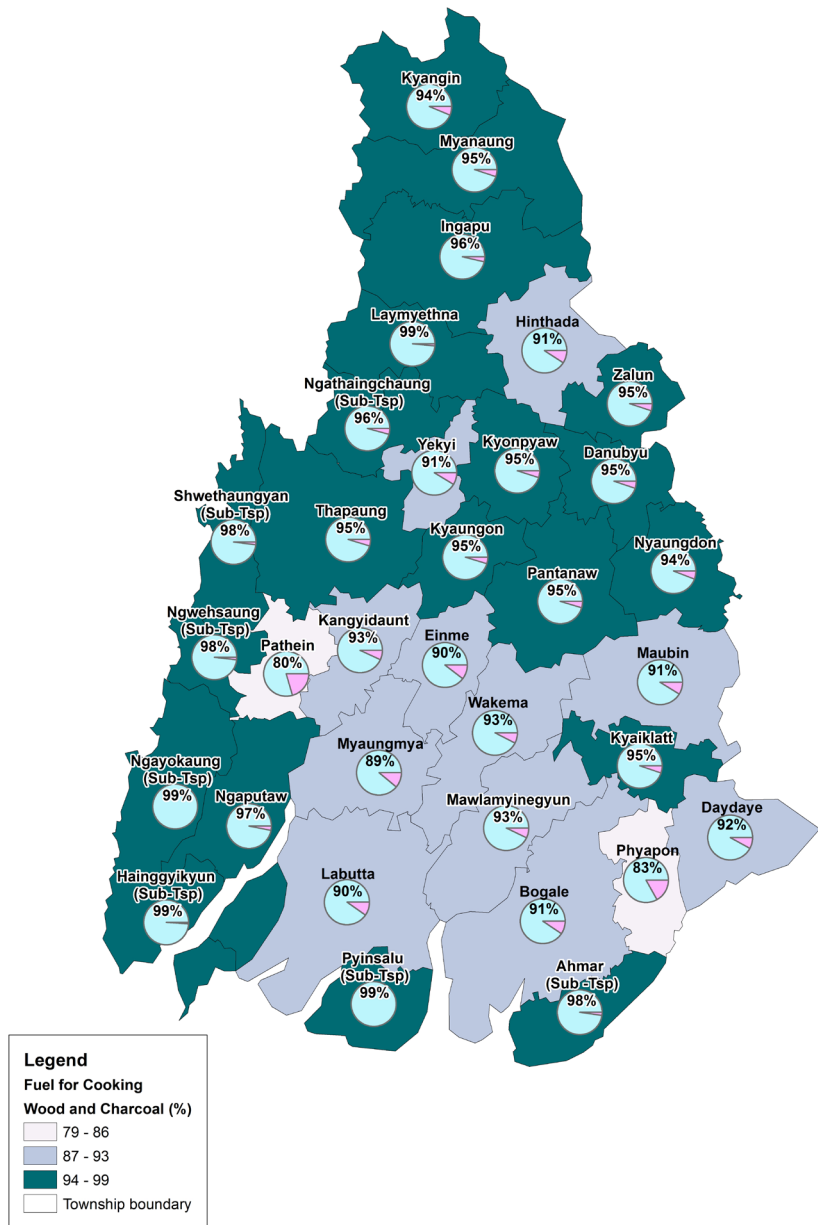 Kyangin
94%
Myanaung
95%
Ingapu
96%
Laymyethna
99%
Hinthada
91%
Ngathaingchaung
(Sub-Tsp)
96%
Zalun
95%
Yekyi
91%
Kyonpyaw
95%
Danubyu
95%
Shwethaungyan
(Sub-Tsp)
98%
Thapaung
95%
Kyaungon
95%
Nyaungdon
94%
Pantanaw
95%
Ngwehsaung
(Sub-Tsp)
98%
Pathein
80%
Kangyidaunt
93%
Einme
90%
Maubin
91%
Wakema
93%
Kyaiklatt
95%
Myaungmya
89%
Ngayokaung
(Sub-Tsp)
99%
Ngaputaw
97%
Mawlamyinegyun
93%
Daydaye
92%
Phyapon
83%
Hainggyikyun
(Sub-Tsp)
99%
Labutta
90%
Bogale
91%
Pyinsalu
(Sub-Tsp)
99%
Ahmar
(Sub -Tsp)
98%
Legend
Fuel for Cooking
Wood and Charcoal (%)
79 - 86
87 - 93
94 - 99
Township boundary